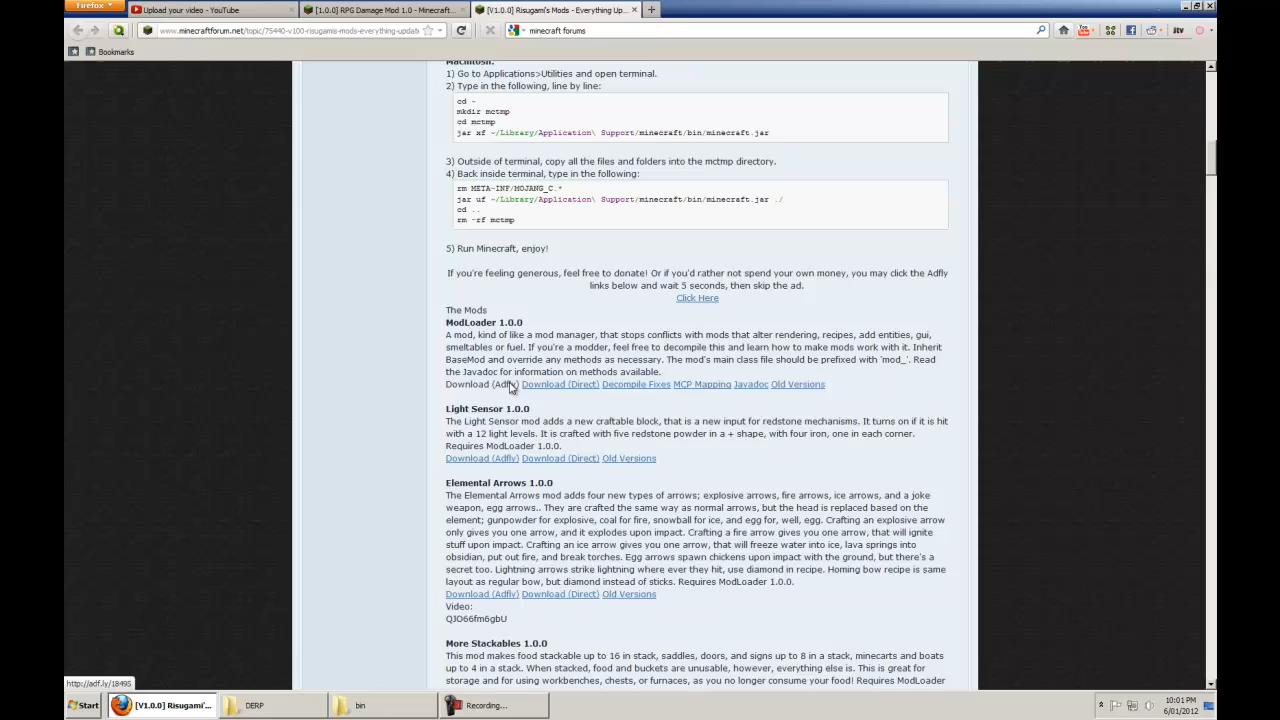 Firefox
Upload your video - YouTube
[1.0.0] RPG Damage Mod 1.0 - Minecraft...
[V1.0.0] Risugami's Mods - Everything Up...
www.minecraftforum.net/topic/75440-v100-risugamis-mods-everything-update
minecraft forums
Bookmarks
Macintosh:
1) Go to Applications>Utilities and open terminal.
2) Type in the following, line by line:
cd ~
mkdir mctmp
cd mctmp
jar xf ~/Library/Application\ Support/minecraft/bin/minecraft.jar
3) Outside of terminal, copy all the files and folders into the mctmp directory.
4) Back inside terminal, type in the following:
rm META-INF/MOJANG_C.*
jar uf ~/Library/Application\ Support/minecraft/bin/minecraft.jar ./
cd ..
rm -rf mctmp
5) Run Minecraft, enjoy!
If you're feeling generous, feel free to donate! Or if you'd rather not spend your own money, you may click the Adfly
links below and wait 5 seconds, then skip the ad.
Click Here
The Mods
ModLoader 1.0.0
A mod, kind of like a mod manager, that stops conflicts with mods that alter rendering, recipes, add entities, gui,
smeltables or fuel. If you're a modder, feel free to decompile this and learn how to make mods work with it. Inherit
BaseMod and override any methods as necessary. The mod's main class file should be prefixed with 'mod_'. Read
the Javadoc for information on methods available.
Download (Adfly) Download (Direct) Decompile Fixes MCP Mapping Javadoc Old Versions
Light Sensor 1.0.0
The Light Sensor mod adds a new craftable block, that is a new input for redstone mechanisms. It turns on if it is hit
with a 12 light levels. It is crafted with five redstone powder in a + shape, with four iron, one in each corner.
Requires ModLoader 1.0.0.
Download (Adfly) Download (Direct) Old Versions
Elemental Arrows 1.0.0
The Elemental Arrows mod adds four new types of arrows; explosive arrows, fire arrows, ice arrows, and a joke
weapon, egg arrows.. They are crafted the same way as normal arrows, but the head is replaced based on the
element; gunpowder for explosive, coal for fire, snowball for ice, and egg for, well, egg. Crafting an explosive arrow
only gives you one arrow, and it explodes upon impact. Crafting a fire arrow gives you one arrow, that will ignite
stuff upon impact. Crafting an ice arrow gives you one arrow, that will freeze water into ice, lava springs into
obsidian, put out fire, and break torches. Egg arrows spawn chickens upon impact with the ground, but there's a
secret too. Lightning arrows strike lightning where ever they hit, use diamond in recipe. Homing bow recipe is same
layout as regular bow, but diamond instead of sticks. Requires ModLoader 1.0.0.
Download (Adfly) Download (Direct) Old Versions
Video:
QJO66fm6gbU
More Stackables 1.0.0
This mod makes food stackable up to 16 in stack, saddles, doors, and signs up to 8 in a stack, minecarts and boats
up to 4 in a stack. When stacked, food and buckets are unusable, however, everything else is. This is great for
storage and for using workbenches, chests, or furnaces, as you no longer consume your food! Requires ModLoader
http://adf.ly/18495
Start
[V1.0.0] Risugami'...
DERP
bin
Recording...
10:01 PM
6/01/2012